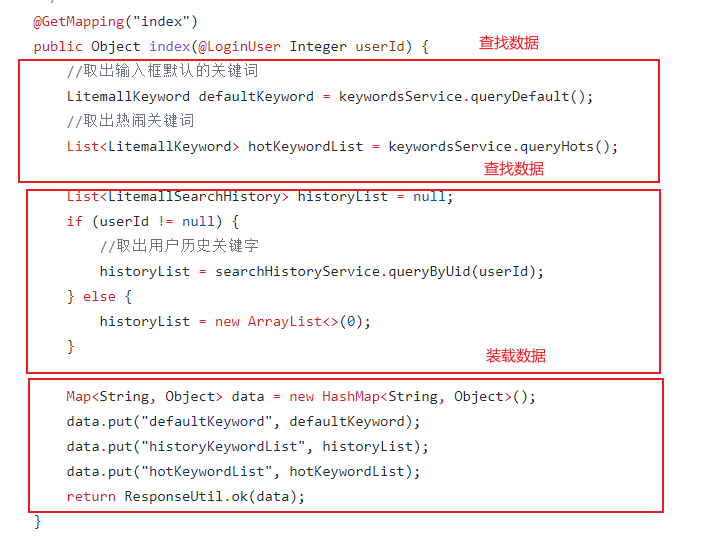 @GetMapping("index")
public Object index(@LoginUser Integer userId) {
查找数据
//取出输入框默认的关键词
LitemallKeyword defaultKeyword = keywordsService.queryDefault();
//取出热闹关键词
List<LitemallKeyword> hotKeywordList = keywordsService.queryHots();
查找数据
List<LitemallSearchHistory> historyList = null;
if (userId != null) {
//取出用户历史关键字
historyList = searchHistoryService.queryByUid(userId);
} else {
historyList = new ArrayList<>(0);
}
装载数据
Map<String, Object> data = new HashMap<String, Object>();
data.put("defaultKeyword", defaultKeyword);
data.put("historyKeywordList", historyList);
data.put("hotKeywordList", hotKeywordList);
return ResponseUtil.ok(data);
}